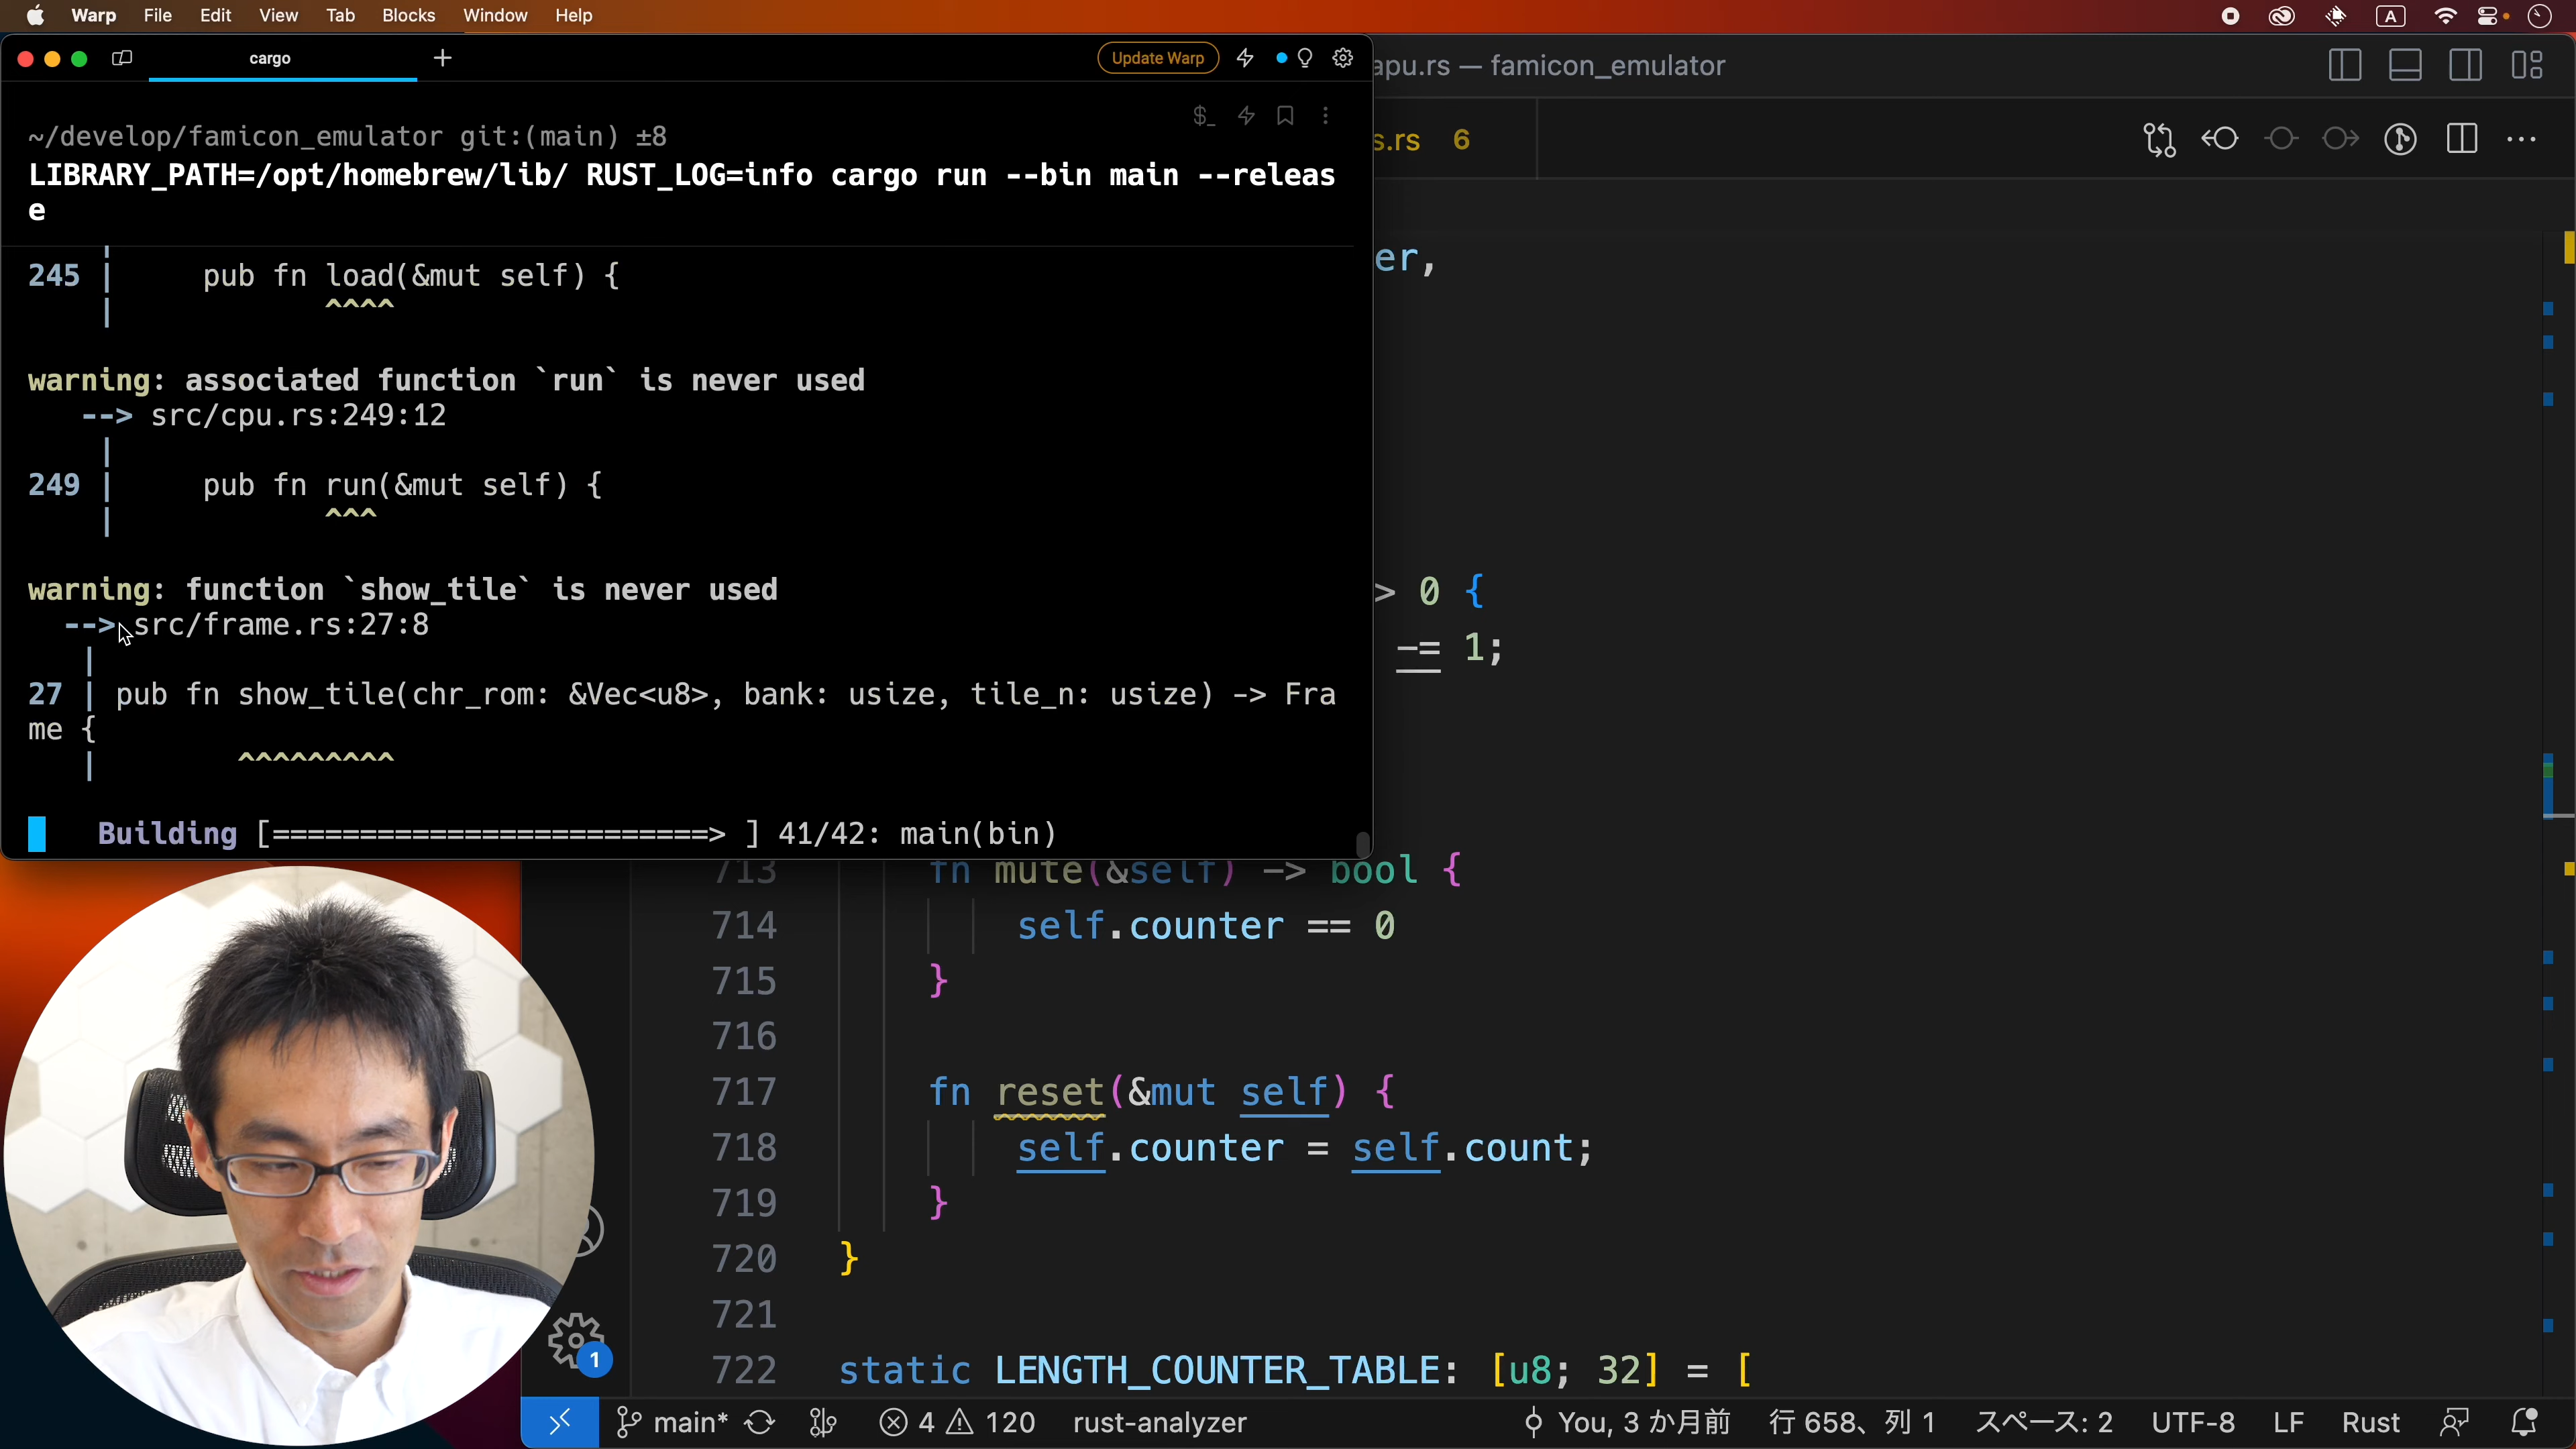 Warp File Edit View Tab Blocks Window Help
A
cargo
Update Warp
apu.rs — famicon_emulator
$_
~/develop/famicon_emulator git:(main) ±8
LIBRARY_PATH=/opt/homebrew/lib/ RUST_LOG=info cargo run --bin main --releas
e
s.rs 6
245 | pub fn load(&mut self) {
| ^^^^
warning: associated function `run` is never used
--> src/cpu.rs:249:12
|
249 | pub fn run(&mut self) {
| ^^^
warning: function `show_tile` is never used
--> src/frame.rs:27:8
|
27 | pub fn show_tile(chr_rom: &Vec<u8>, bank: usize, tile_n: usize) -> Fra
me {
| ^^^^^^^^^
Building [=========================> ] 41/42: main(bin)
er,
> 0 {
-= 1;
713 fn mute(&self) -> bool {
714 self.counter == 0
715 }
716
717 fn reset(&mut self) {
718 self.counter = self.count;
719 }
720 }
721
722 static LENGTH_COUNTER_TABLE: [u8; 32] = [
1
main* 4 120 rust-analyzer You, 3 か月前 行 658、列 1 スペース: 2 UTF-8 LF Rust